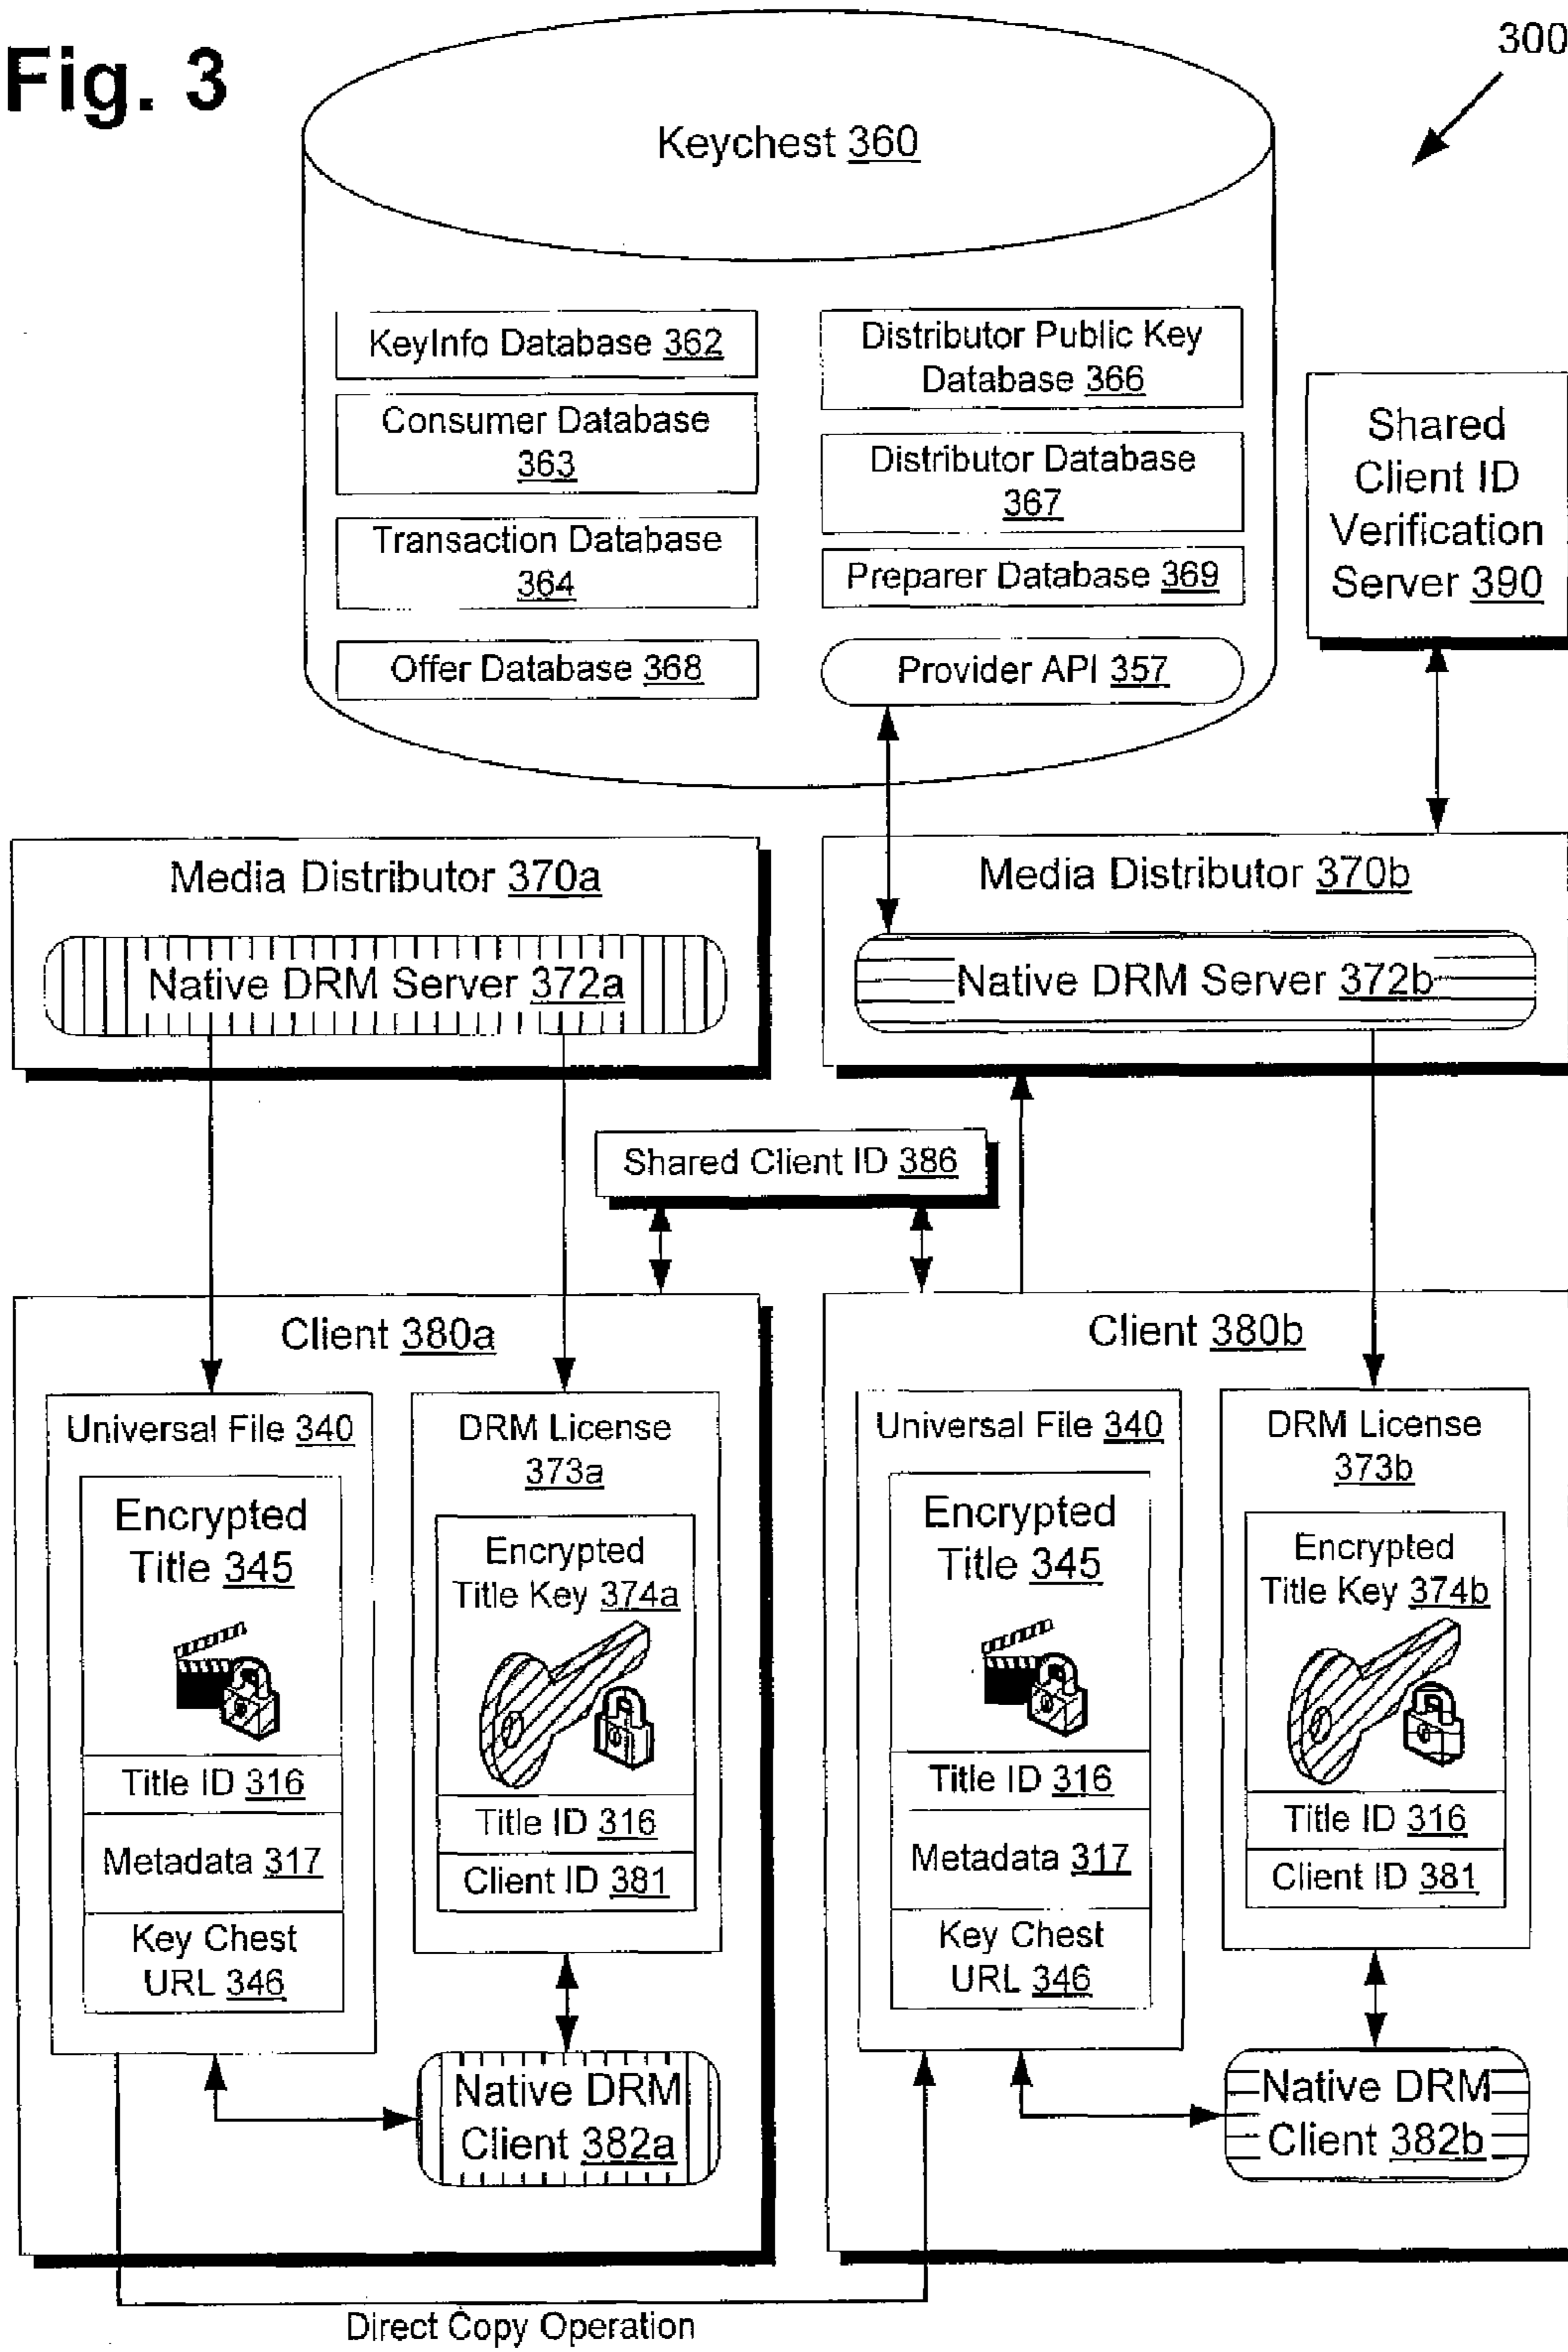 Fig. 3
300
Keychest 360
KeyInfo Database 362
Consumer Database
363
Transaction Database
364
Offer Database 368
Distributor Public Key
Database 366
Distributor Database
367
Preparer Database 369
Provider API 357
Shared
Client ID
Verification
Server 390
Media Distributor 370a
Native DRM Server 372a
Media Distributor 370b
Native DRM Server 372b
Shared Client ID 386
Client 380a
Universal File 340
Encrypted
Title 345
Title ID 316
Metadata 317
Key Chest
URL 346
DRM License
373a
Encrypted
Title Key 374a
Title ID 316
Client ID 381
Native DRM
Client 382a
Client 380b
Universal File 340
Encrypted
Title 345
Title ID 316
Metadata 317
Key Chest
URL 346
DRM License
373b
Encrypted
Title Key 374b
Title ID 316
Client ID 381
Native DRM
Client 382b
Direct Copy Operation